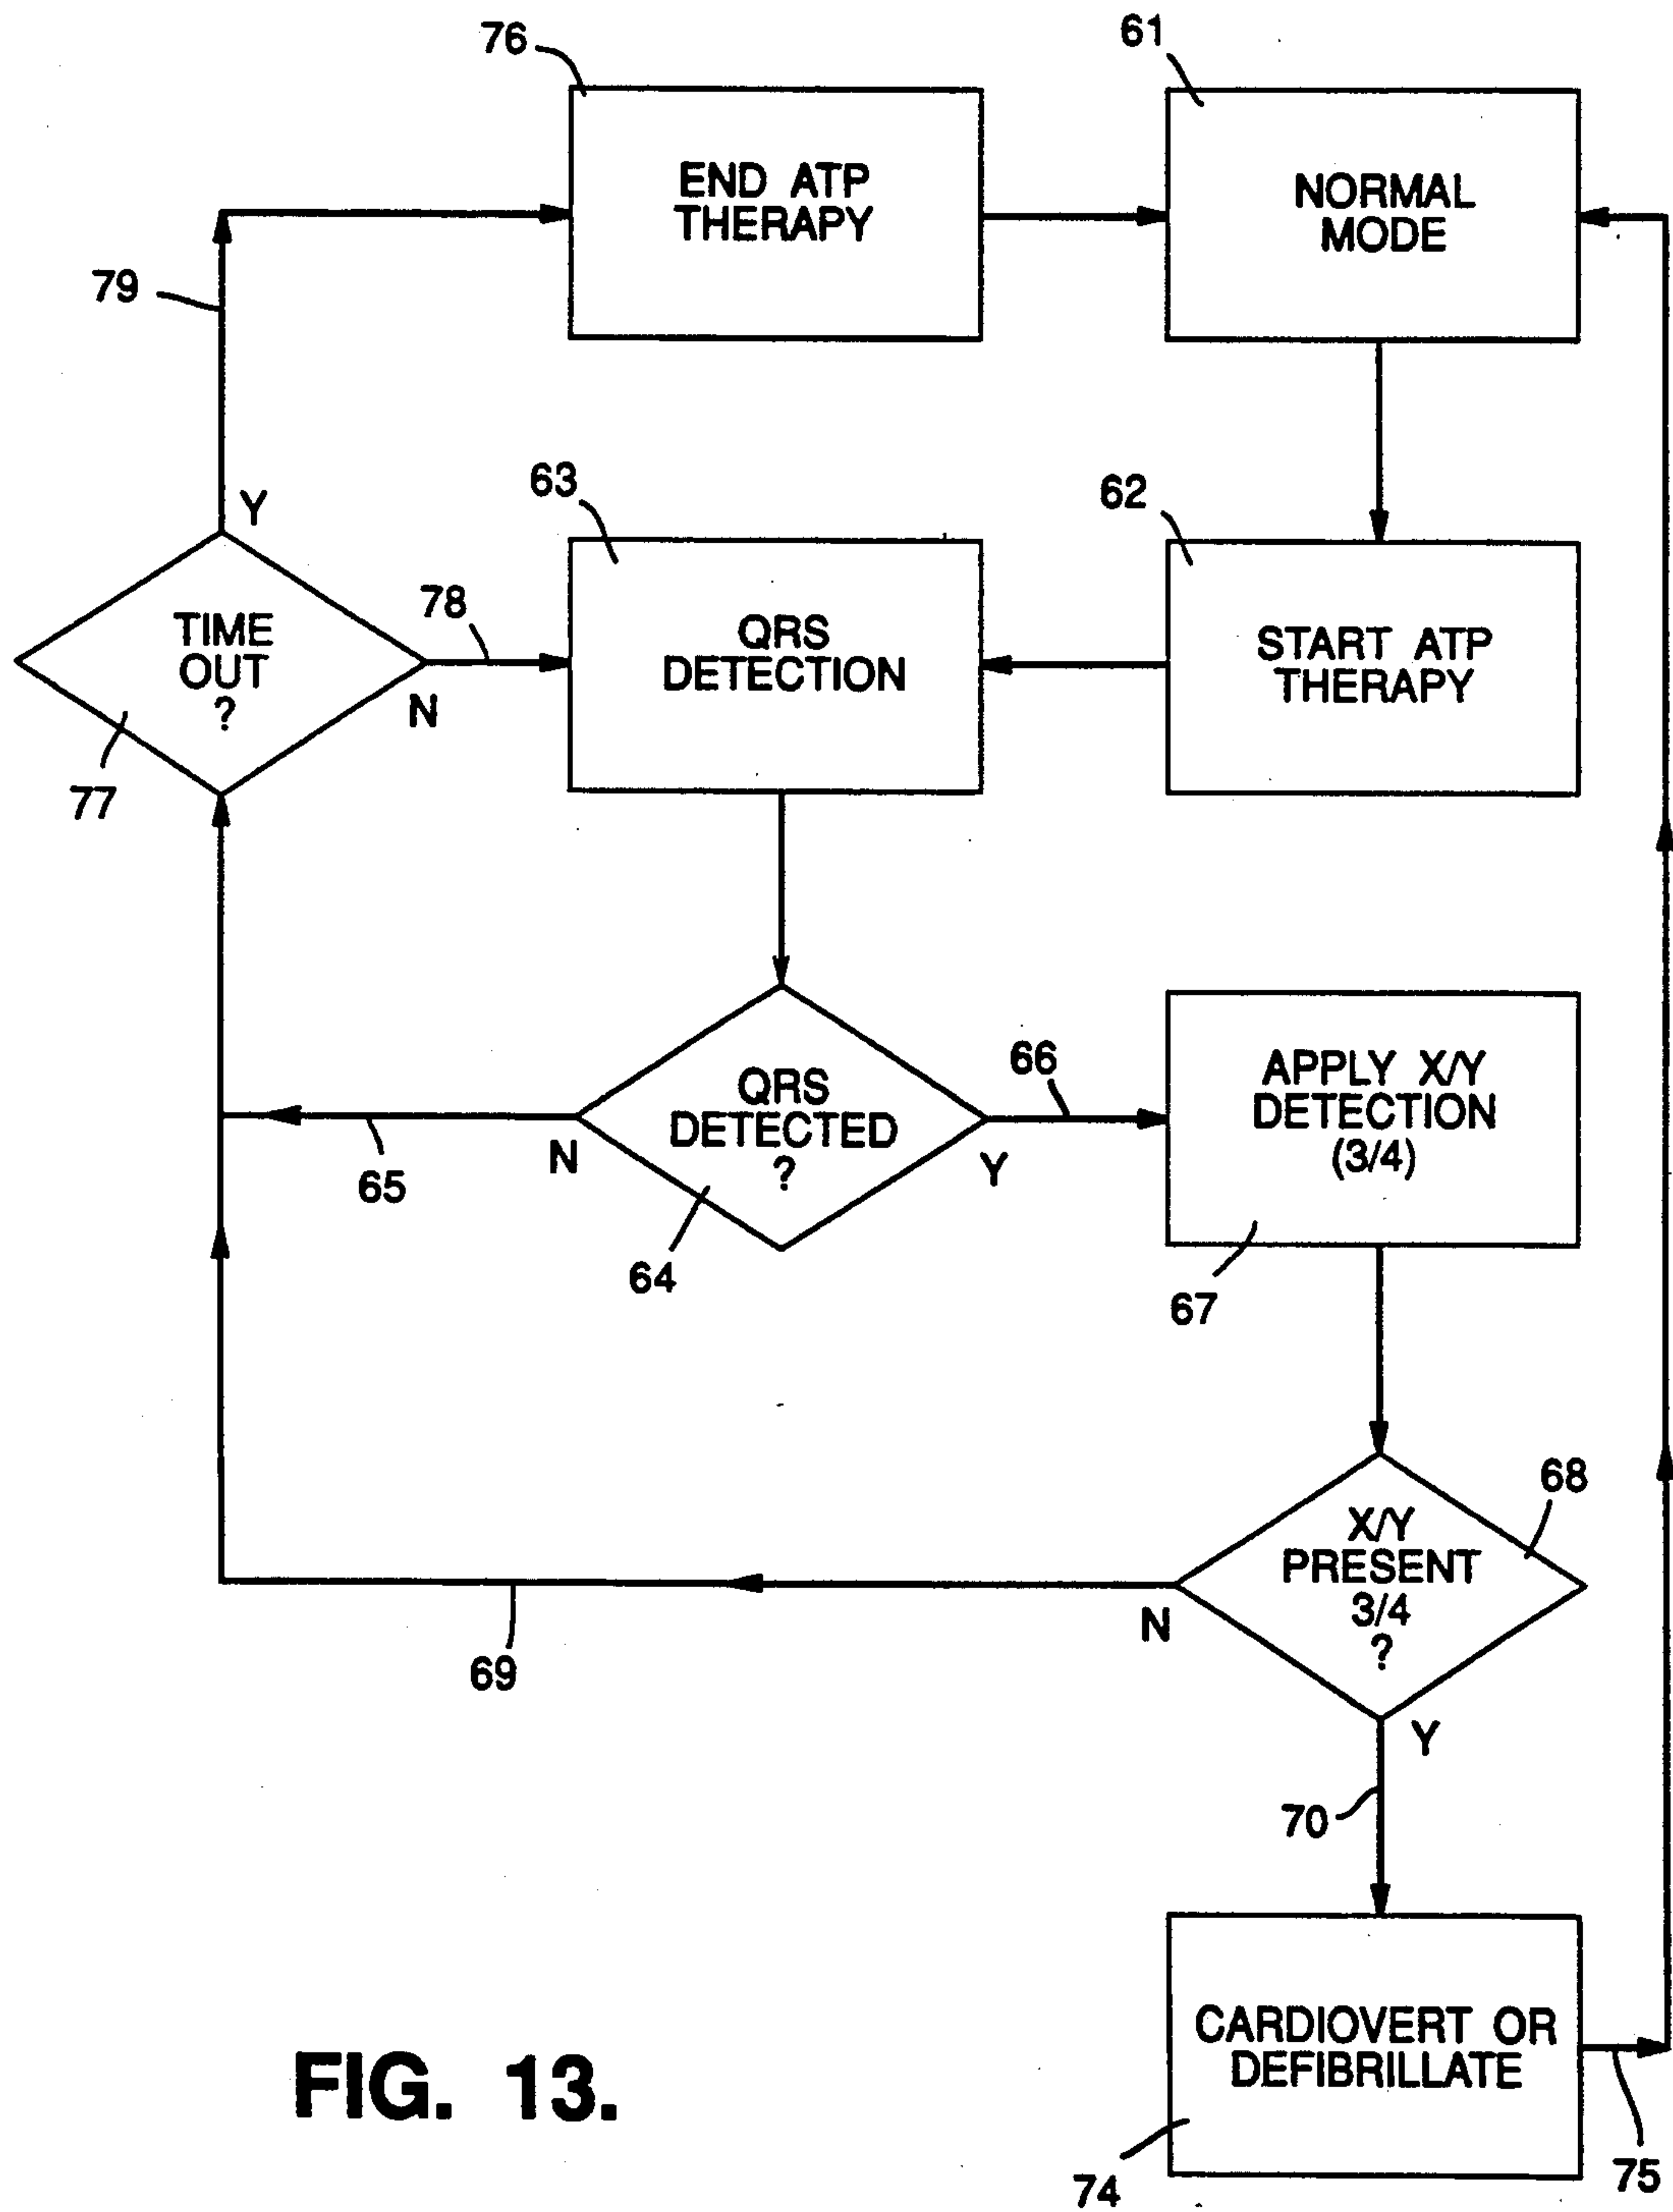 76
61
END ATP
THERAPY
NORMAL
MODE
79
Y
63
62
TIME
OUT
?
78
N
QRS
DETECTION
START ATP
THERAPY
77
QRS
DETECTED
?
66
APPLY X/Y
DETECTION
(3/4)
N
Y
65
64
67
68
X/Y
PRESENT
3/4
?
N
69
Y
70
CARDIOVERT OR
DEFIBRILLATE
FIG. 13.
74
75